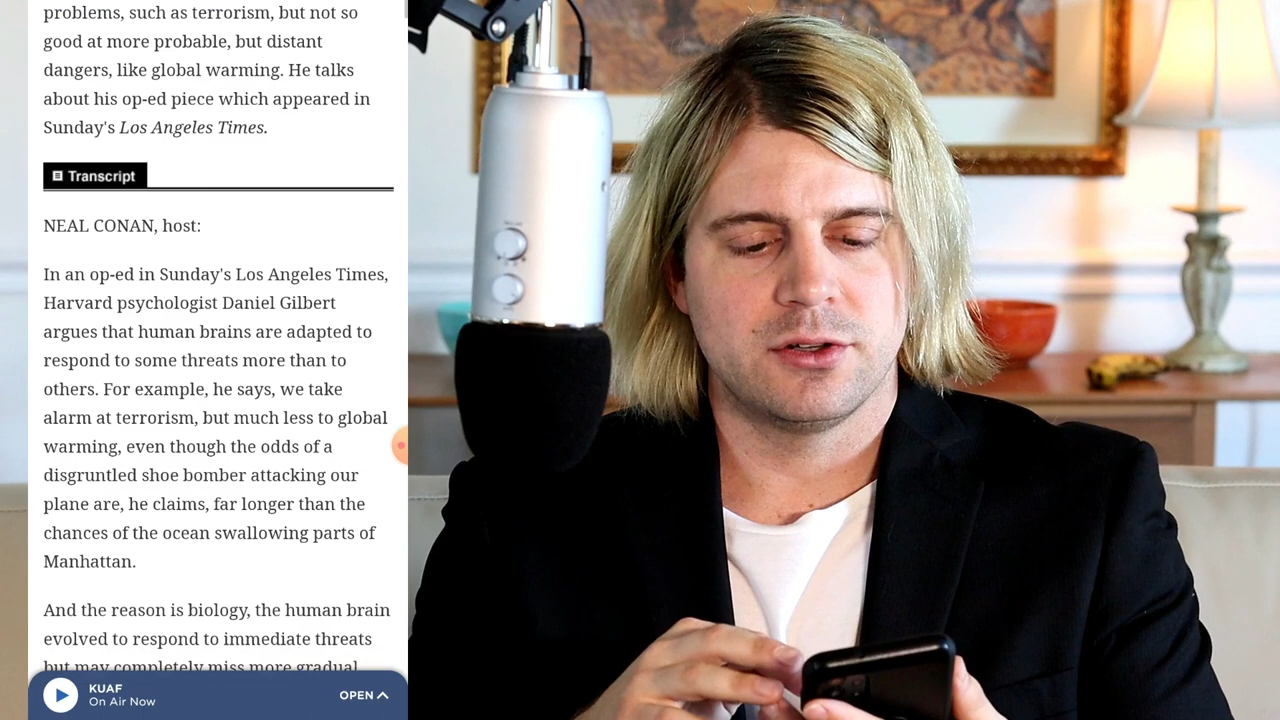 problems, such as terrorism, but not so
good at more probable, but distant
dangers, like global warming. He talks
about his op-ed piece which appeared in
Sunday's Los Angeles Times.
Transcript
NEAL CONAN, host:
In an op-ed in Sunday's Los Angeles Times,
Harvard psychologist Daniel Gilbert
argues that human brains are adapted to
respond to some threats more than to
others. For example, he says, we take
alarm at terrorism, but much less to global
warming, even though the odds of a
disgruntled shoe bomber attacking our
plane are, he claims, far longer than the
chances of the ocean swallowing parts of
Manhattan.
And the reason is biology, the human brain
evolved to respond to immediate threats
but may completely miss more gradual
KUAF
On Air Now
OPEN